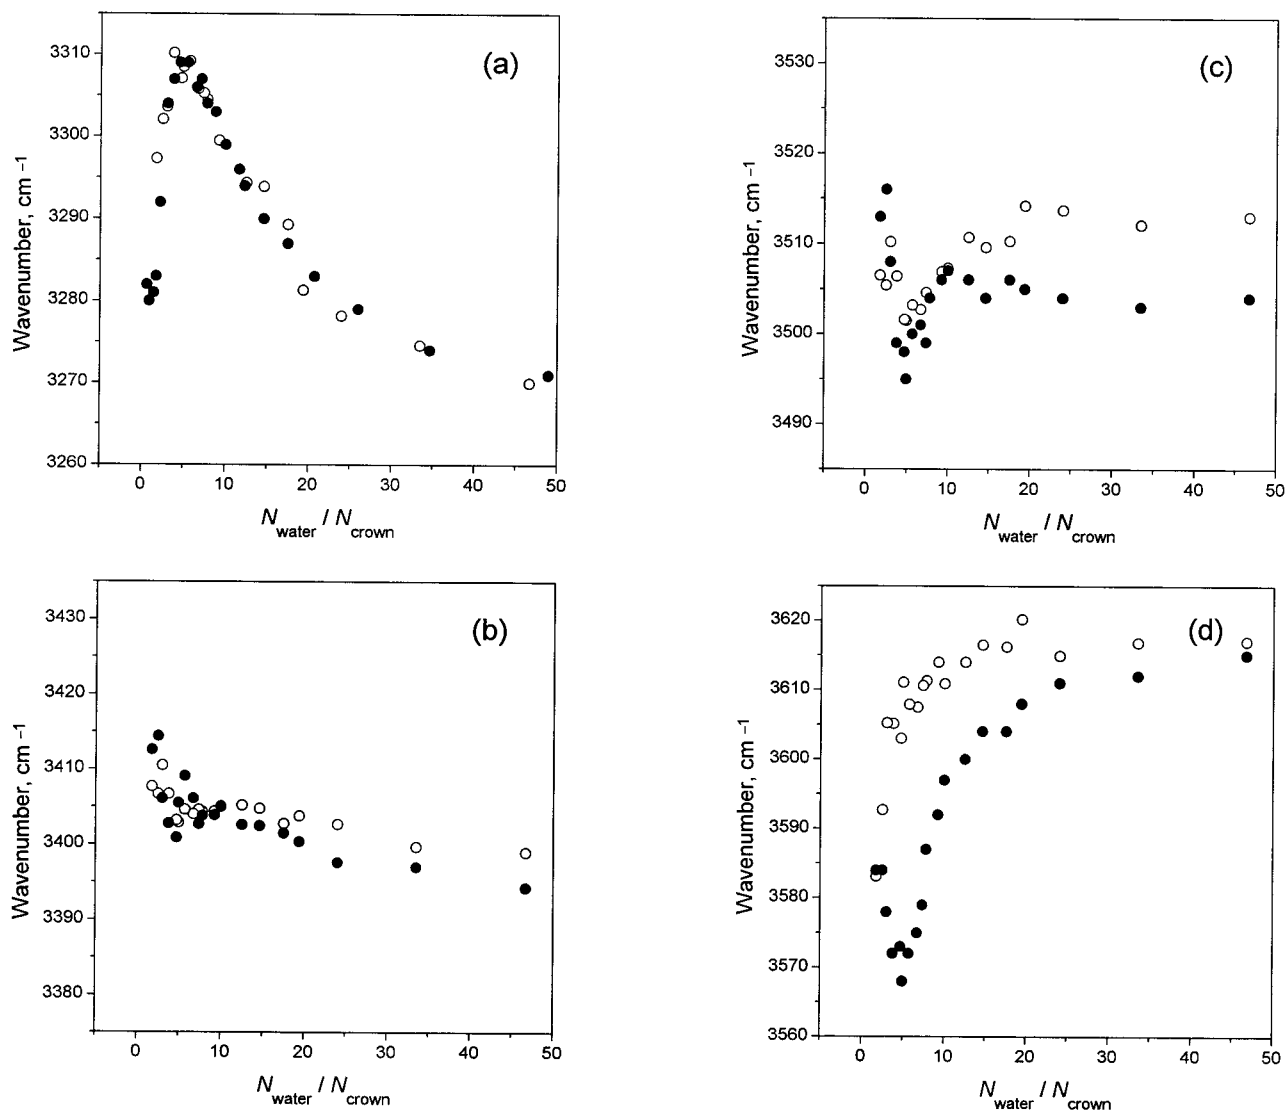 (a)
3310
3300
3290
3280
3270
3260
Wavenumber, cm⁻¹
0 10 20 30 40 50
N_water / N_crown
(c)
3530
3520
3510
3500
3490
Wavenumber, cm⁻¹
0 10 20 30 40 50
N_water / N_crown
(b)
3430
3420
3410
3400
3390
3380
Wavenumber, cm⁻¹
0 10 20 30 40 50
N_water / N_crown
(d)
3620
3610
3600
3590
3580
3570
3560
Wavenumber, cm⁻¹
0 10 20 30 40 50
N_water / N_crown